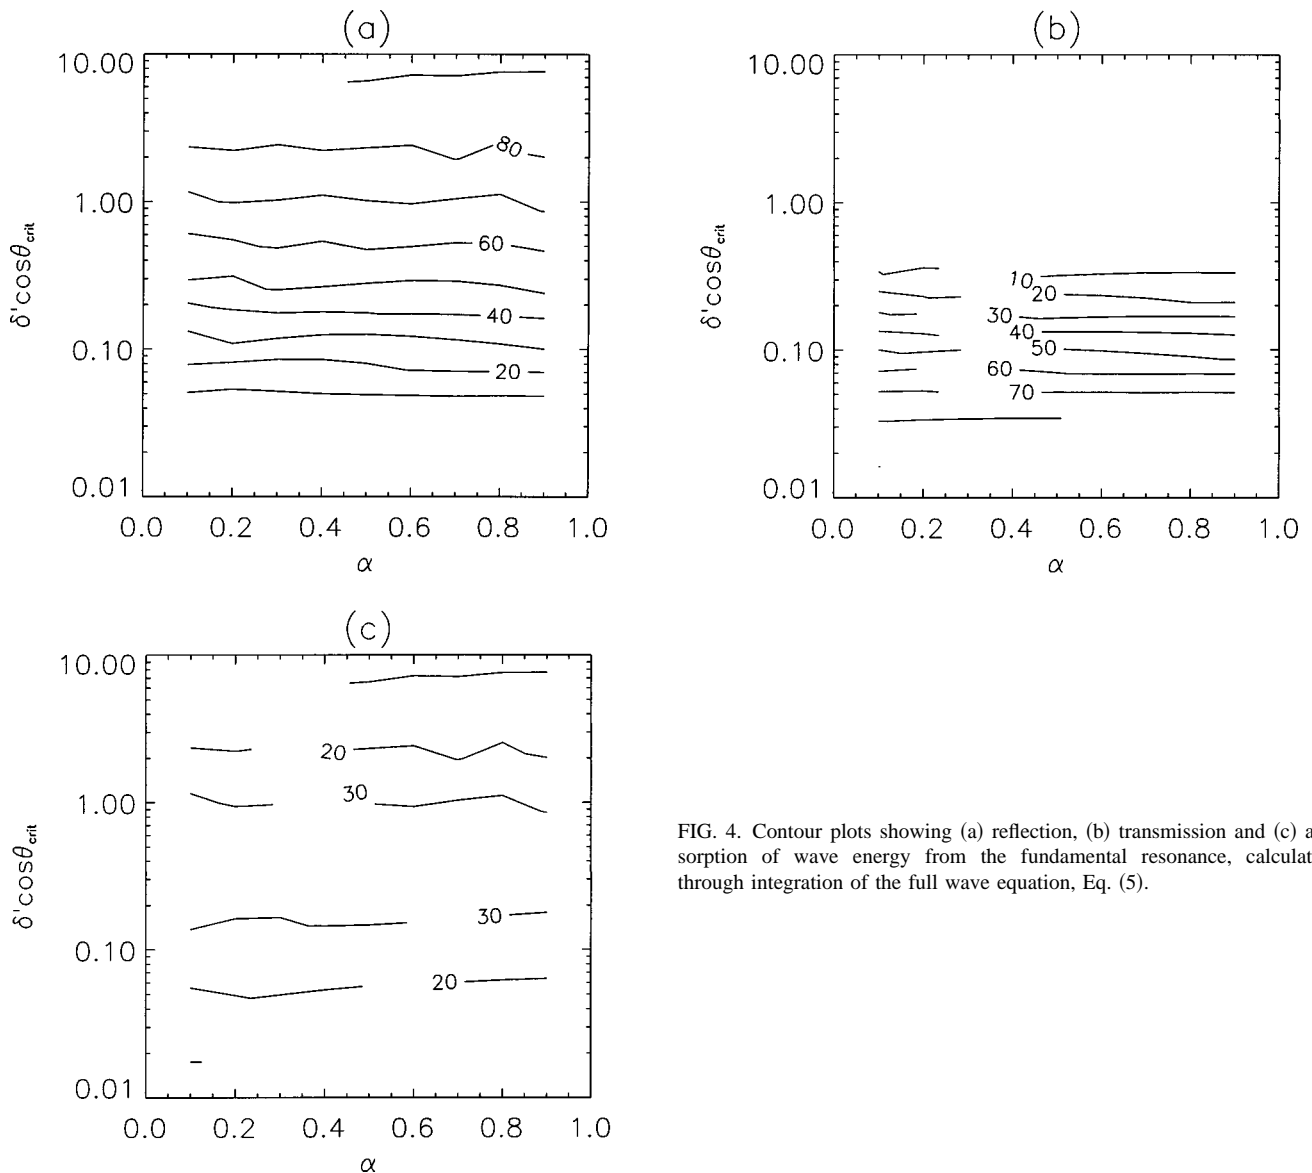 (a)
10.00
1.00
0.10
0.01
δ'cosθcrit
80
60
40
20
0.0 0.2 0.4 0.6 0.8 1.0
α
(b)
10.00
1.00
0.10
0.01
δ'cosθcrit
10
20
30
40
50
60
70
0.0 0.2 0.4 0.6 0.8 1.0
α
(c)
10.00
1.00
0.10
0.01
δ'cosθcrit
20
30
30
20
0.0 0.2 0.4 0.6 0.8 1.0
α
FIG. 4. Contour plots showing (a) reflection, (b) transmission and (c) a
sorption of wave energy from the fundamental resonance, calculat
through integration of the full wave equation, Eq. (5).